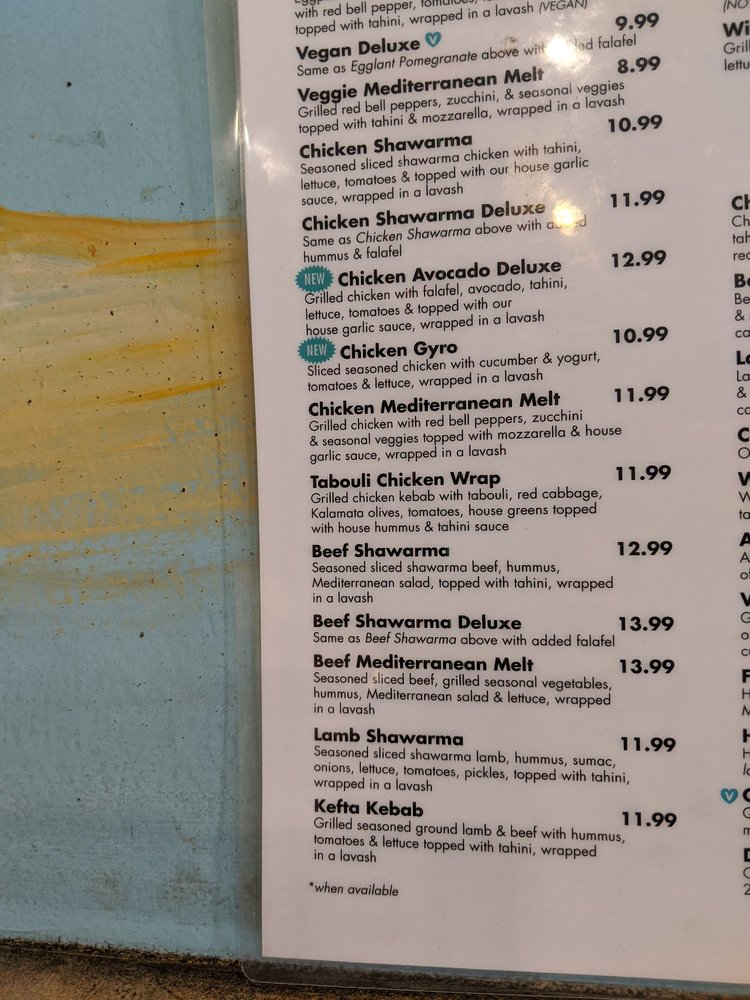 with red bell pepper, tomatoes,
topped with tahini, wrapped in a lavash (VEGAN)
Vegan Deluxe V 9.99
Same as Egglant Pomegranate above with added falafel
Veggie Mediterranean Melt 8.99
Grilled red bell peppers, zucchini, & seasonal veggies
topped with tahini & mozzarella, wrapped in a lavash
Chicken Shawarma 10.99
Seasoned sliced shawarma chicken with tahini,
lettuce, tomatoes & topped with our house garlic
sauce, wrapped in a lavash
Chicken Shawarma Deluxe 11.99
Same as Chicken Shawarma above with added
hummus & falafel
NEW Chicken Avocado Deluxe 12.99
Grilled chicken with falafel, avocado, tahini,
lettuce, tomatoes & topped with our
house garlic sauce, wrapped in a lavash
NEW Chicken Gyro 10.99
Sliced seasoned chicken with cucumber & yogurt,
tomatoes & lettuce, wrapped in a lavash
Chicken Mediterranean Melt 11.99
Grilled chicken with red bell peppers, zucchini
& seasonal veggies topped with mozzarella & house
garlic sauce, wrapped in a lavash
Tabouli Chicken Wrap 11.99
Grilled chicken kebab with tabouli, red cabbage,
Kalamata olives, tomatoes, house greens topped
with house hummus & tahini sauce
Beef Shawarma 12.99
Seasoned sliced shawarma beef, hummus,
Mediterranean salad, topped with tahini, wrapped
in a lavash
Beef Shawarma Deluxe 13.99
Same as Beef Shawarma above with added falafel
Beef Mediterranean Melt 13.99
Seasoned sliced beef, grilled seasonal vegetables,
hummus, Mediterranean salad & lettuce, wrapped
in a lavash
Lamb Shawarma 11.99
Seasoned sliced shawarma lamb, hummus, sumac,
onions, lettuce, tomatoes, pickles, topped with tahini,
wrapped in a lavash
Kefta Kebab 11.99
Grilled seasoned ground lamb & beef with hummus,
tomatoes & lettuce topped with tahini, wrapped
in a lavash
*when available